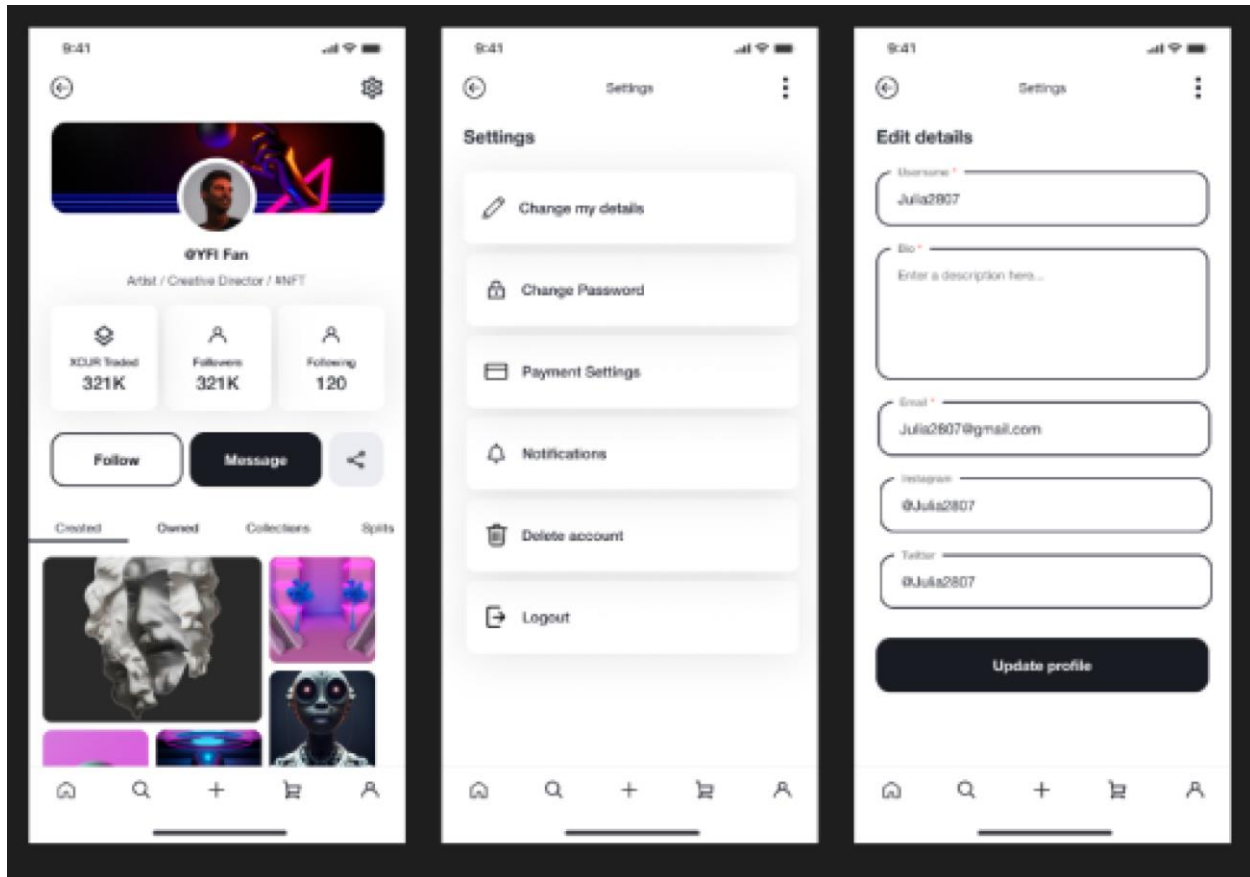 9:41
@YFI Fan
Artist / Creative Director / #NFT
XCUR Traded
321K
Followers
321K
Following
120
Follow
Message
Created Owned Collections Splits
9:41
Settings
Settings
Change my details
Change Password
Payment Settings
Notifications
Delete account
Logout
9:41
Settings
Edit details
Username *
Julia2807
Bio *
Enter a description here...
Email *
Julia2807@gmail.com
Instagram
@Julia2807
Twitter
@Julia2807
Update profile